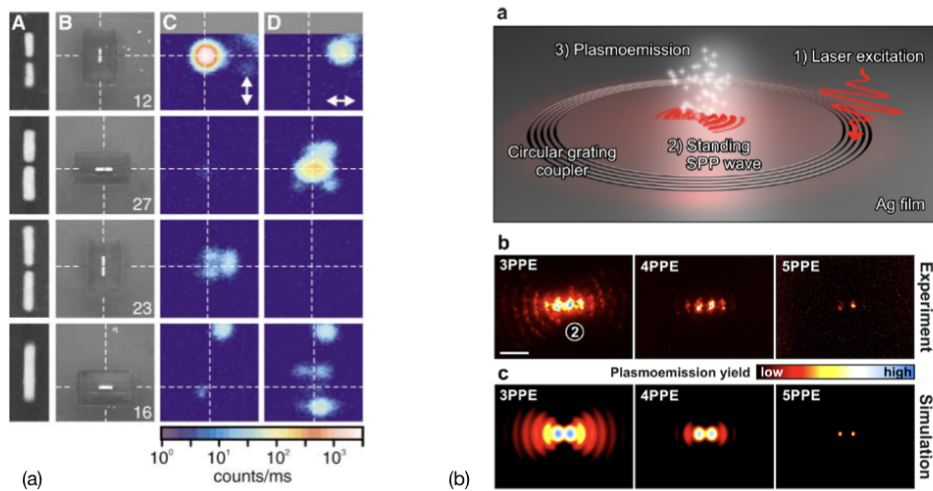 A B C D
12
27
23
16
10⁰ 10¹ 10² 10³
counts/ms
(a)
a
3) Plasmoemission
1) Laser excitation
2) Standing
SPP wave
Circular grating
coupler
Ag film
b
3PPE 4PPE 5PPE
2
Experiment
Plasmoemission yield low high
c
3PPE 4PPE 5PPE
Simulation
(b)